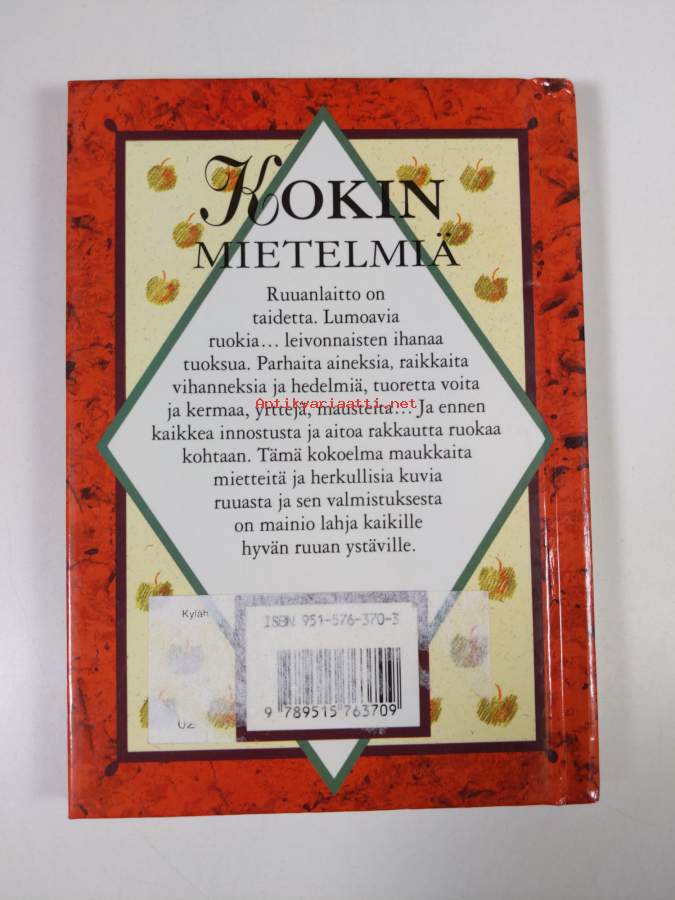 KOKIN
MIETELMIÄ
Ruuanlaitto on
taidetta. Lumoavia
ruokia... leivonnaisten ihanaa
tuoksua. Parhaita aineksia, raikkaita
vihanneksia ja hedelmiä, tuoretta voita
ja kermaa, yrttejä, mausteita... Ja ennen
Antikvariaatti.net
kaikkea innostusta ja aitoa rakkautta ruokaa
kohtaan. Tämä kokoelma maukkaita
mietteitä ja herkullisia kuvia
ruuasta ja sen valmistuksesta
on mainio lahja kaikille
hyvän ruuan ystäville.
Kyläh
ISBN 951-576-370-3
02
9 789515 763709